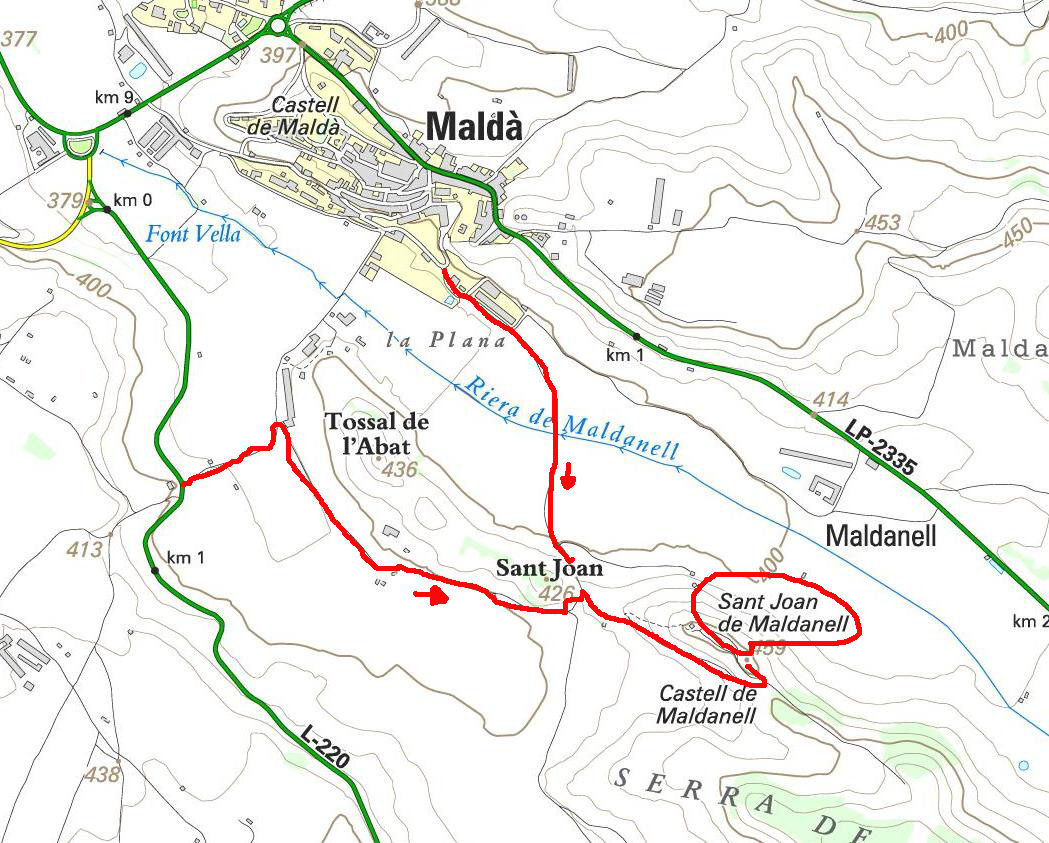 377
388
400
397
km 9
Castell
de Maldà
Maldà
379
km 0
Font Vella
453
450
400
la Plana
km 1
Malda
414
Riera de Maldanell
LP-2335
Tossal de
l'Abat
436
413
km 1
Maldanell
400
Sant Joan
426
Sant Joan
de Maldanell
459
km 2
Castell de
Maldanell
L-220
438
SERRA DE